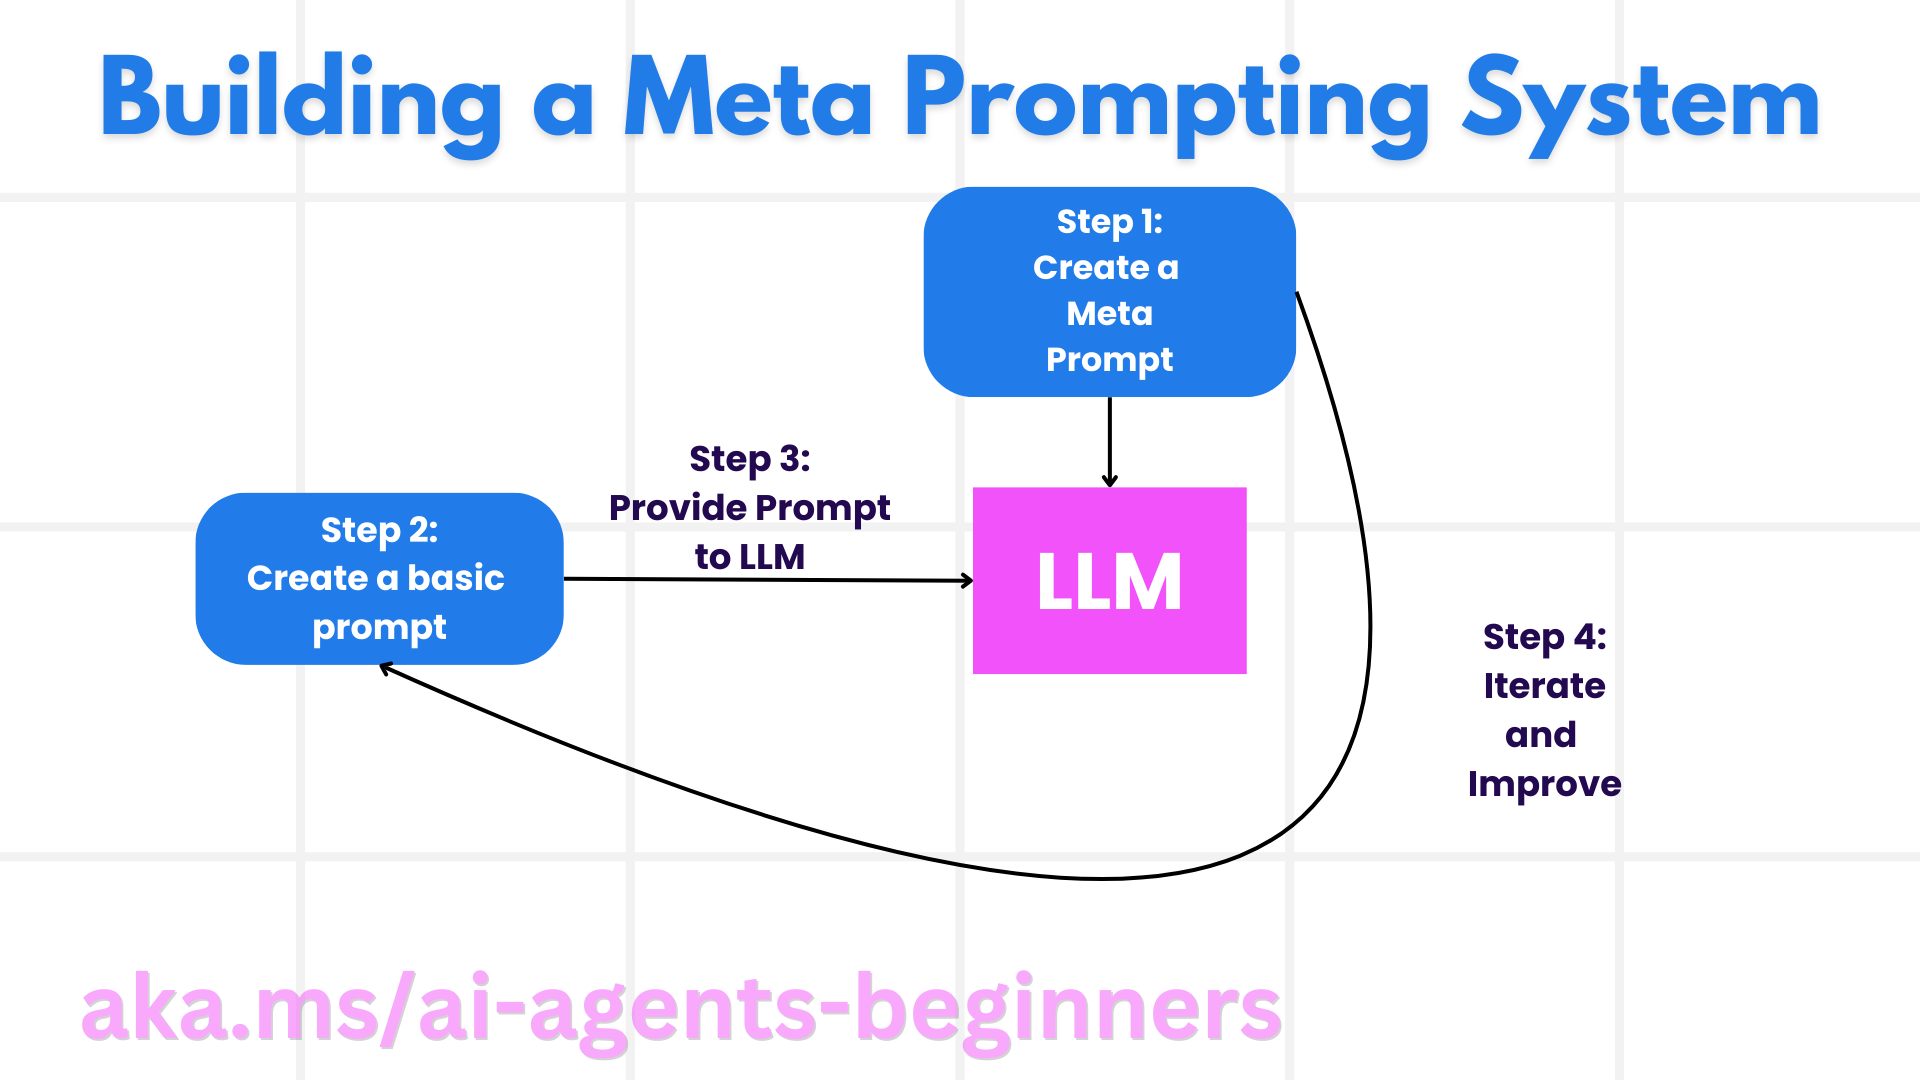 Building a Meta Prompting System
Step 1:
Create a
Meta
Prompt
Step 2:
Create a basic
prompt
Step 3:
Provide Prompt
to LLM
LLM
Step 4:
Iterate
and
Improve
aka.ms/ai-agents-beginners